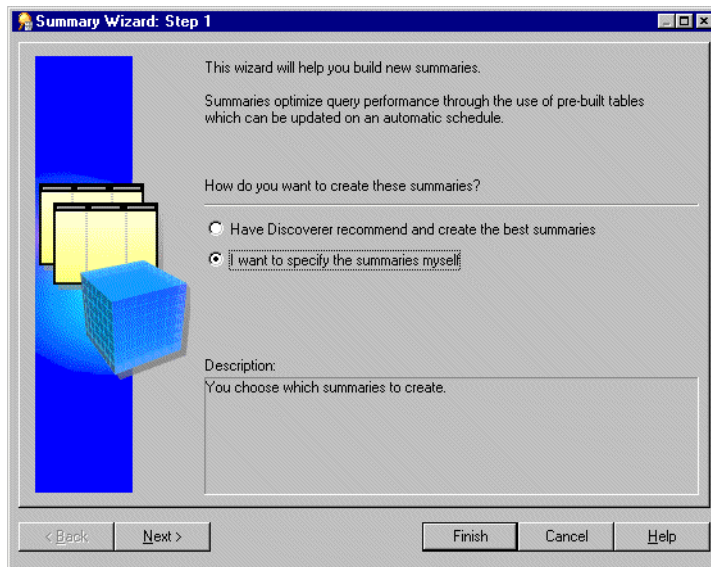 Summary Wizard: Step 1
This wizard will help you build new summaries.
Summaries optimize query performance through the use of pre-built tables
which can be updated on an automatic schedule.
How do you want to create these summaries?
Have Discoverer recommend and create the best summaries
I want to specify the summaries myself
Description:
You choose which summaries to create.
< Back Next > Finish Cancel Help